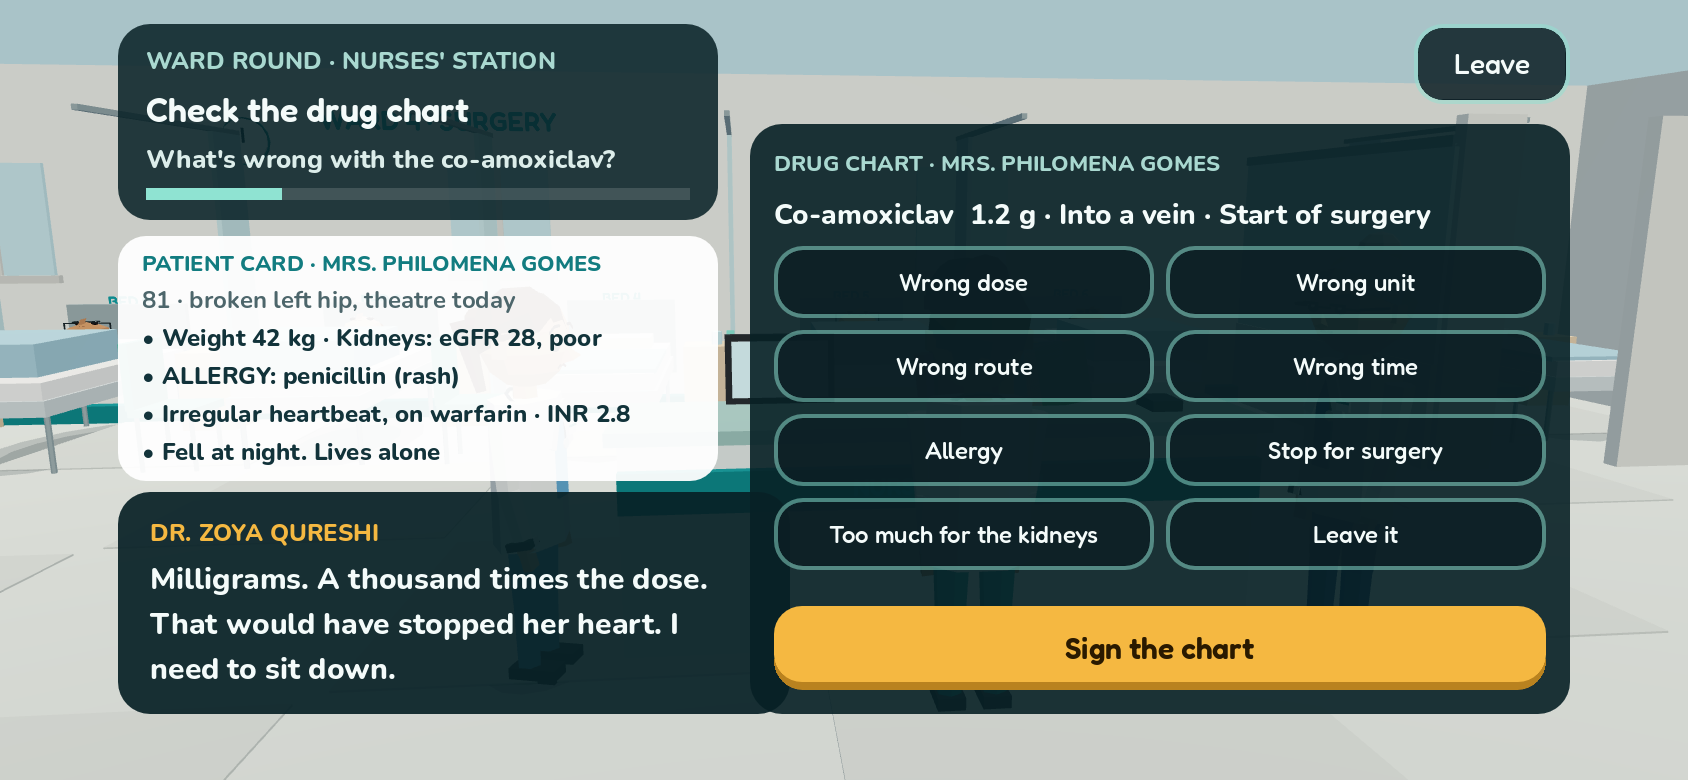 WARD ROUND · NURSES' STATION
Check the drug chart
What's wrong with the co-amoxiclav?
PATIENT CARD · MRS. PHILOMENA GOMES
81 · broken left hip, theatre today
• Weight 42 kg · Kidneys: eGFR 28, poor
• ALLERGY: penicillin (rash)
• Irregular heartbeat, on warfarin · INR 2.8
• Fell at night. Lives alone
DR. ZOYA QURESHI
Milligrams. A thousand times the dose.
That would have stopped her heart. I
need to sit down.
Leave
DRUG CHART · MRS. PHILOMENA GOMES
Co-amoxiclav 1.2 g · Into a vein · Start of surgery
Wrong dose
Wrong unit
Wrong route
Wrong time
Allergy
Stop for surgery
Too much for the kidneys
Leave it
Sign the chart